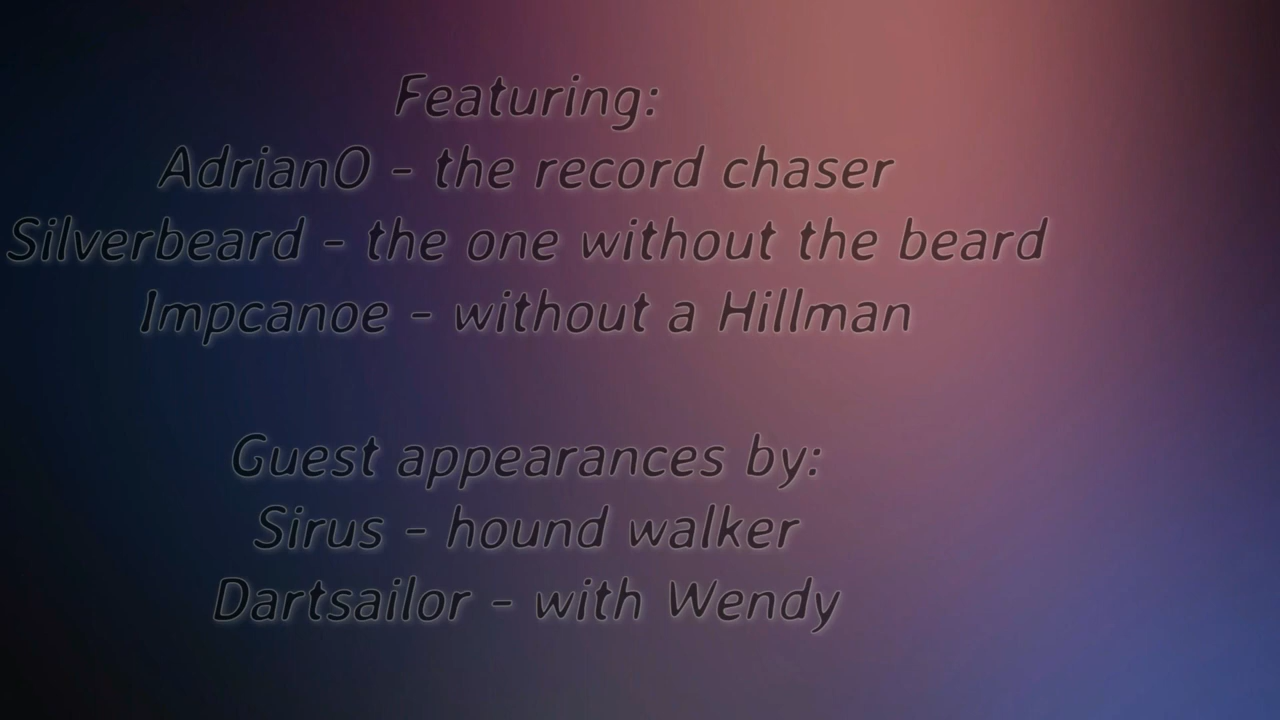 Featuring:
AdrianO - the record chaser
Silverbeard - the one without the beard
Impcanoe - without a Hillman
Guest appearances by:
Sirus - hound walker
Dartsailor - with Wendy